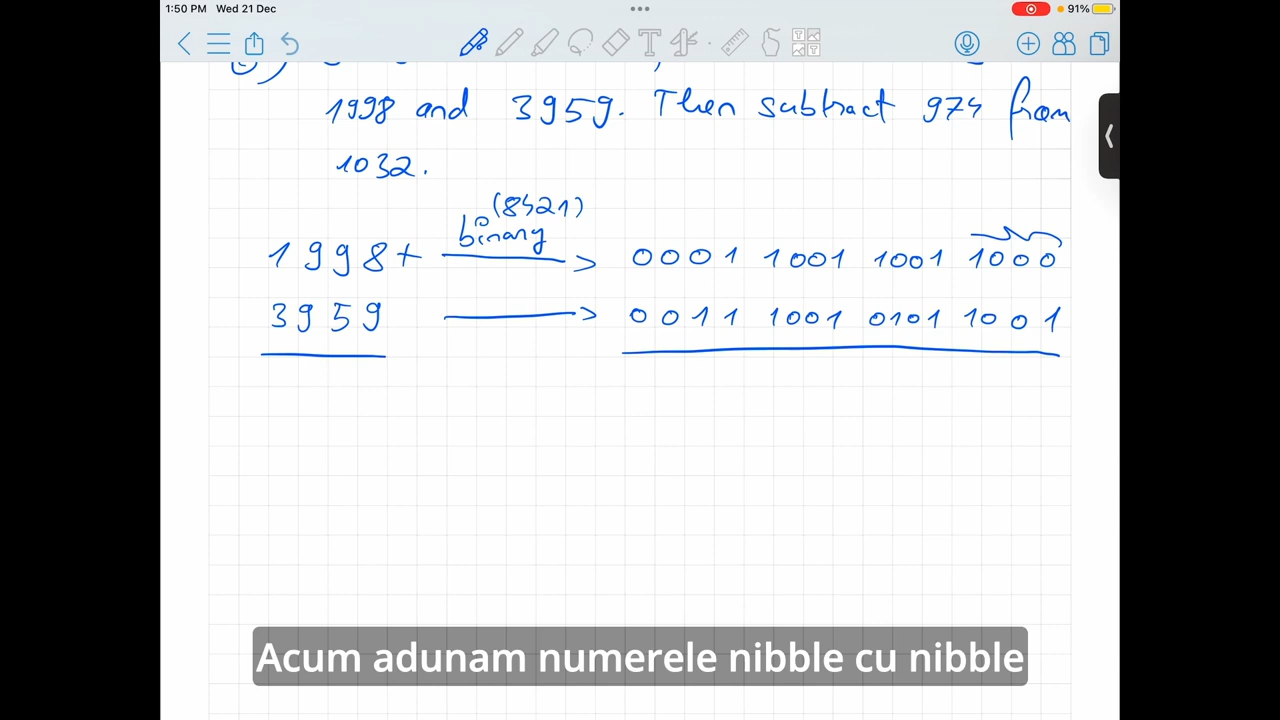 1:50 PM Wed 21 Dec
91%
1998 and 3959. Then subtract 974 from
1032.
(8421)
binary
1998+ 0001 1001 1001 1000
3959 0011 1001 0101 1001
Acum adunam numerele nibble cu nibble